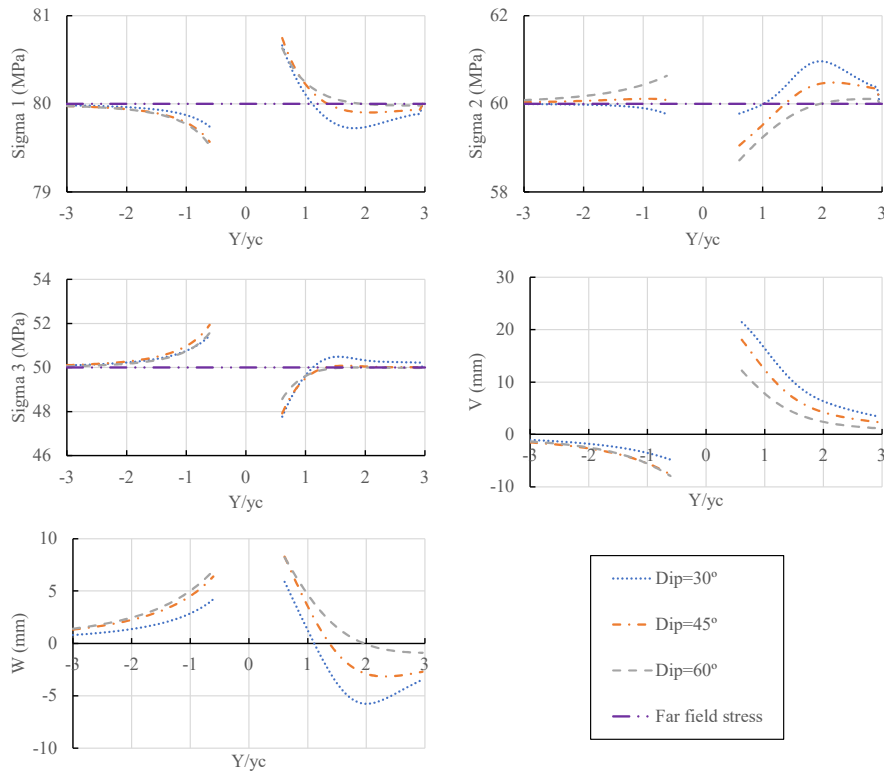 81
80
79
Sigma 1 (MPa)
-3 -2 -1 0 1 2 3
Y/yc
62
60
58
Sigma 2 (MPa)
-3 -2 -1 0 1 2 3
Y/yc
54
52
50
48
46
Sigma 3 (MPa)
-3 -2 -1 0 1 2 3
Y/yc
30
20
10
0
-10
V (mm)
-3 -2 -1 0 1 2 3
Y/yc
10
5
0
-5
-10
W (mm)
-3 -2 -1 0 1 2 3
Y/yc
Dip=30º
Dip=45º
Dip=60º
Far field stress